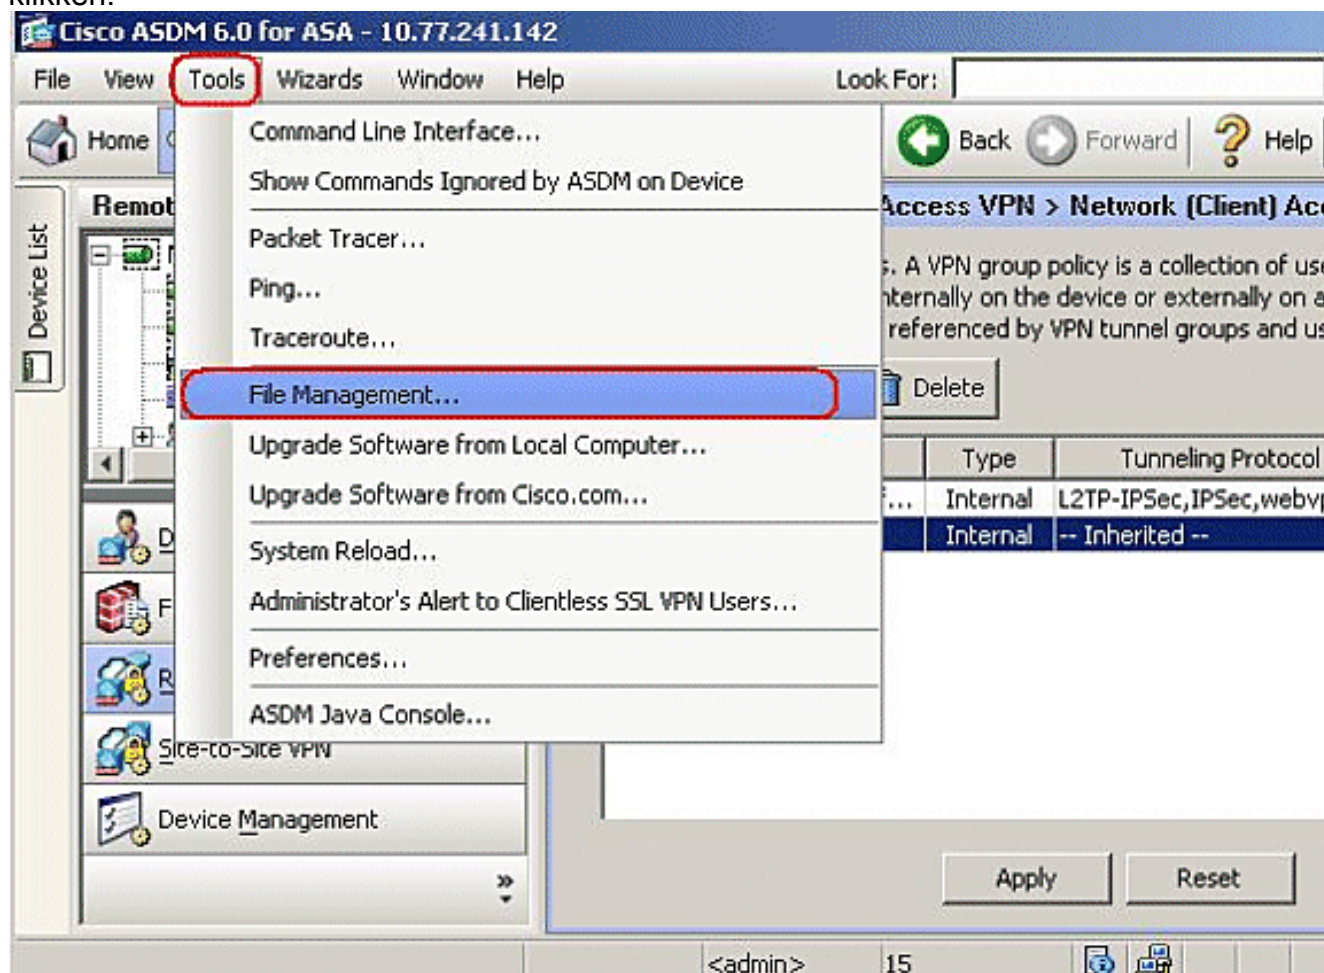 klikken.
Cisco ASDM 6.0 for ASA - 10.77.241.142
File View Tools Wizards Window Help Look For:
Home Back Forward Help
Command Line Interface...
Show Commands Ignored by ASDM on Device
Remot Access VPN > Network (Client) Acc
Device List
Packet Tracer...
s. A VPN group policy is a collection of use
Ping...
nternally on the device or externally on a
Traceroute...
referenced by VPN tunnel groups and us
File Management...
Delete
Upgrade Software from Local Computer...
Type Tunneling Protocol
Upgrade Software from Cisco.com...
Internal L2TP-IPSec,IPSec,webvp
Internal -- Inherited --
D
System Reload...
F
Administrator's Alert to Clientless SSL VPN Users...
R
Preferences...
ASDM Java Console...
Site-to-Site VPN
Device Management
Apply Reset
<admin> 15